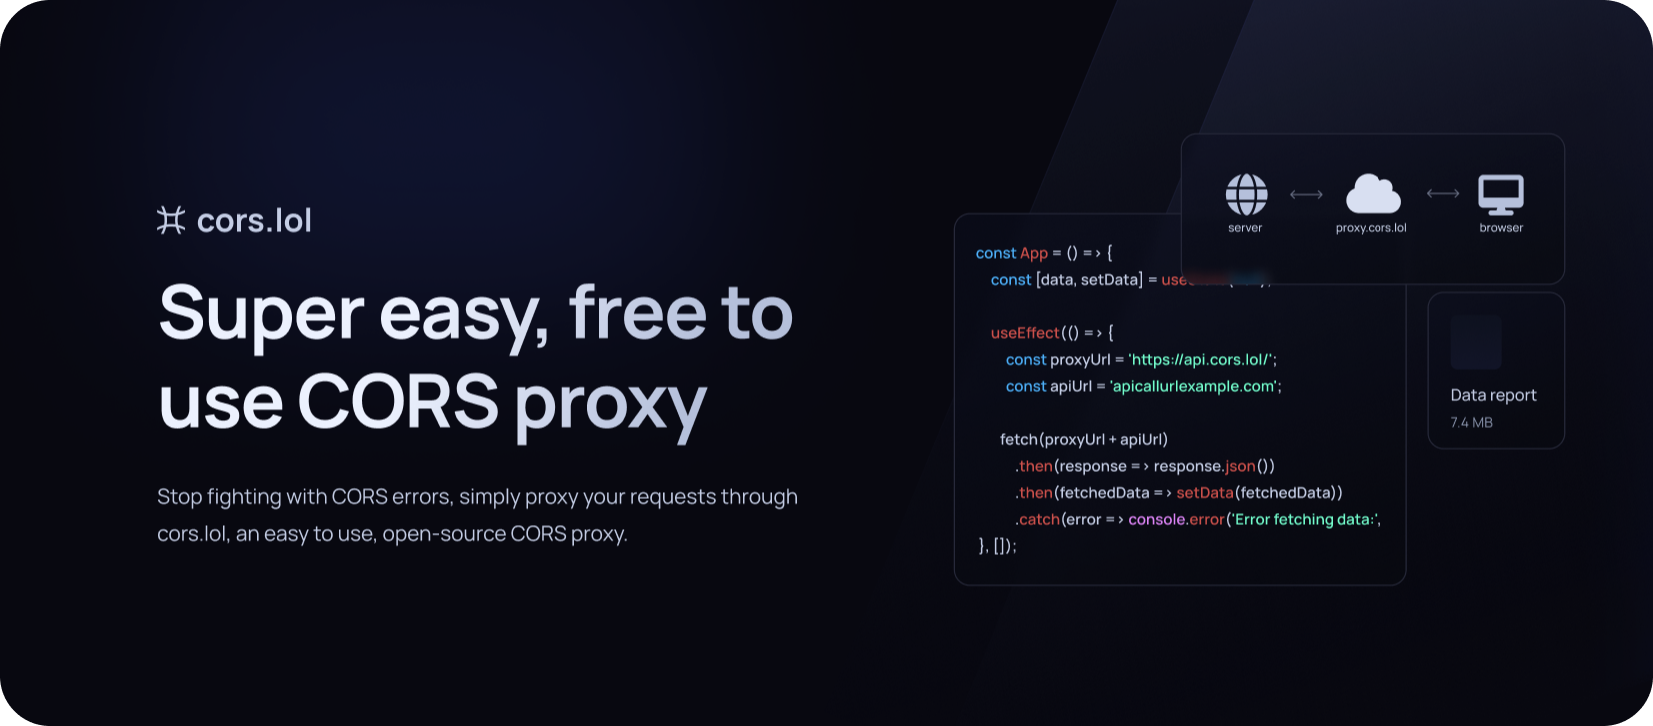 cors.lol
Super easy, free to
use CORS proxy
Stop fighting with CORS errors, simply proxy your requests through
cors.lol, an easy to use, open-source CORS proxy.
server
proxy.cors.lol
browser
const App = () => {
const [data, setData] = use
useEffect(() => {
const proxyUrl = 'https://api.cors.lol/';
const apiUrl = 'apicallurlexample.com';
fetch(proxyUrl + apiUrl)
.then(response => response.json())
.then(fetchedData => setData(fetchedData))
.catch(error => console.error('Error fetching data:',
}, []);
Data report
7.4 MB